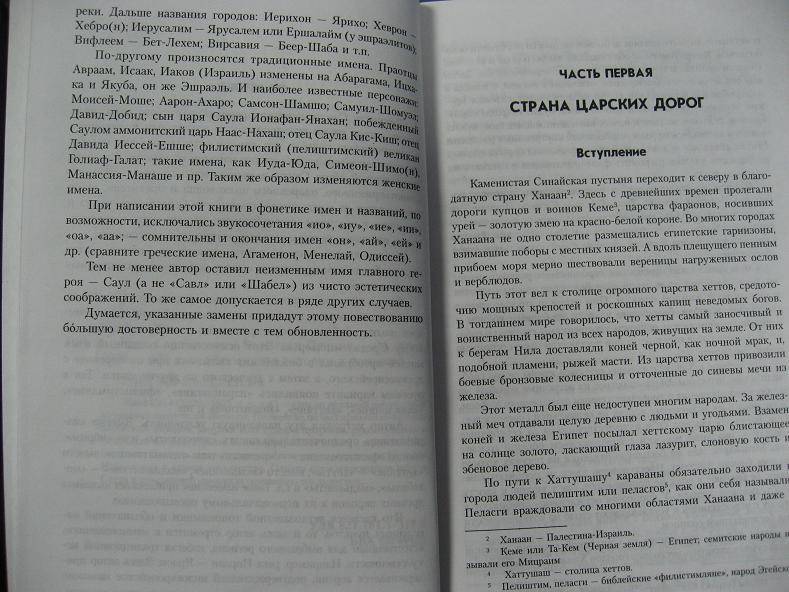 реки. Дальше названия городов: Иерихон — Ярихо; Хеврон —
Хебро(н); Иерусалим — Ярусалем или Ершалайм (у эшраэлитов);
Вифлеем — Бет-Лехем; Вирсавия — Беер-Шаба и т.п.
По-другому произносятся традиционные имена. Праотцы
Авраам, Исаак, Иаков (Израиль) изменены на Абарагама, Ицха-
ка и Якуба, он же Эшраэль. И наиболее известные персонажи:
Моисей-Моше; Аарон-Ахаро; Самсон-Шамшо; Самуил-Шомуэл;
Давид-Добид; сын царя Саула Ионафан-Янахан; побежденный
Саулом аммонитский царь Наас-Нахаш; отец Саула Кис-Киш; отец
Давида Иессей-Ешше; филистимский (пелиштимский) великан
Голиаф-Галат; такие имена, как Иуда-Юда, Симеон-Шимо(н),
Манассия-Манаше и пр. Таким же образом изменяются женские
имена.
При написании этой книги в фонетике имен и названий, по
возможности, исключались звукосочетания «ио», «иу», «ие», «ии»,
«оа», «аа»; — сомнительны и окончания имен «он», «ай», «ей» и
др. (сравните греческие имена, Агаменон, Менелай, Одиссей).
Тем не менее автор оставил неизменным имя главного ге-
роя — Саул (а не «Савл» или «Шабел») из чисто эстетических
соображений. То же самое допускается в ряде других случаев.
Думается, указанные замены придадут этому повествованию
бо́льшую достоверность и вместе с тем обновленность.
ЧАСТЬ ПЕРВАЯ
СТРАНА ЦАРСКИХ ДОРОГ
Вступление
Каменистая Синайская пустыня переходит к северу в благо-
датную страну Ханаан². Здесь с древнейших времен пролегали
дороги купцов и воинов Кеме³, царства фараонов, носивших
урей — золотую змею на красно-белой короне. Во многих городах
Ханаана не одно столетие размещались египетские гарнизоны,
взимавшие поборы с местных князей. А вдоль плещущего пенным
прибоем моря мерно шествовали вереницы нагруженных ослов
и верблюдов.
Путь этот вел к столице огромного царства хеттов, средото-
чию мощных крепостей и роскошных капищ неведомых богов.
В тогдашнем мире говорилось, что хетты самый заносчивый и
воинственный народ из всех народов, живущих на земле. От них
к берегам Нила доставляли коней черной, как ночной мрак, и,
подобной пламени, рыжей масти. Из царства хеттов привозили
боевые бронзовые колесницы и отточенные до синевы мечи из
железа.
Этот металл был еще недоступен многим народам. За желез-
ный меч отдавали целую деревню с людьми и угодьями. Взамен
коней и железа Египет посылал хеттскому царю блистающее
на солнце золото, ласкающий глаза лазурит, слоновую кость и
эбеновое дерево.
По пути к Хаттушашу⁴ караваны обязательно заходили в
города людей пелиштим или пеласгов⁵, как они себя называли.
Пеласги враждовали со многими областями Ханаана и даже
² Ханаан — Палестина-Израиль.
³ Кеме или Та-Кем (Черная земля) — Египет; семитские народы
зывали его Мицраим
⁴ Хаттушаш — столица хеттов.
⁵ Пелиштим, пеласги — библейские «филистимляне», народ Эгейско